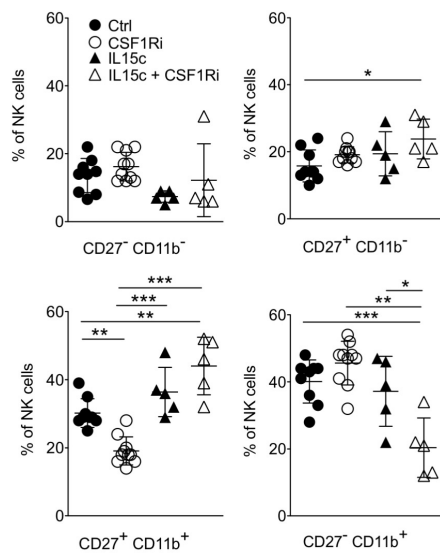 Ctrl
CSF1Ri
IL15c
IL15c + CSF1Ri
% of NK cells
60
40
20
0
CD27- CD11b-
% of NK cells
60
40
20
0
*
CD27+ CD11b-
% of NK cells
60
40
20
0
***
***
**
**
CD27+ CD11b+
% of NK cells
60
40
20
0
*
**
***
CD27- CD11b+